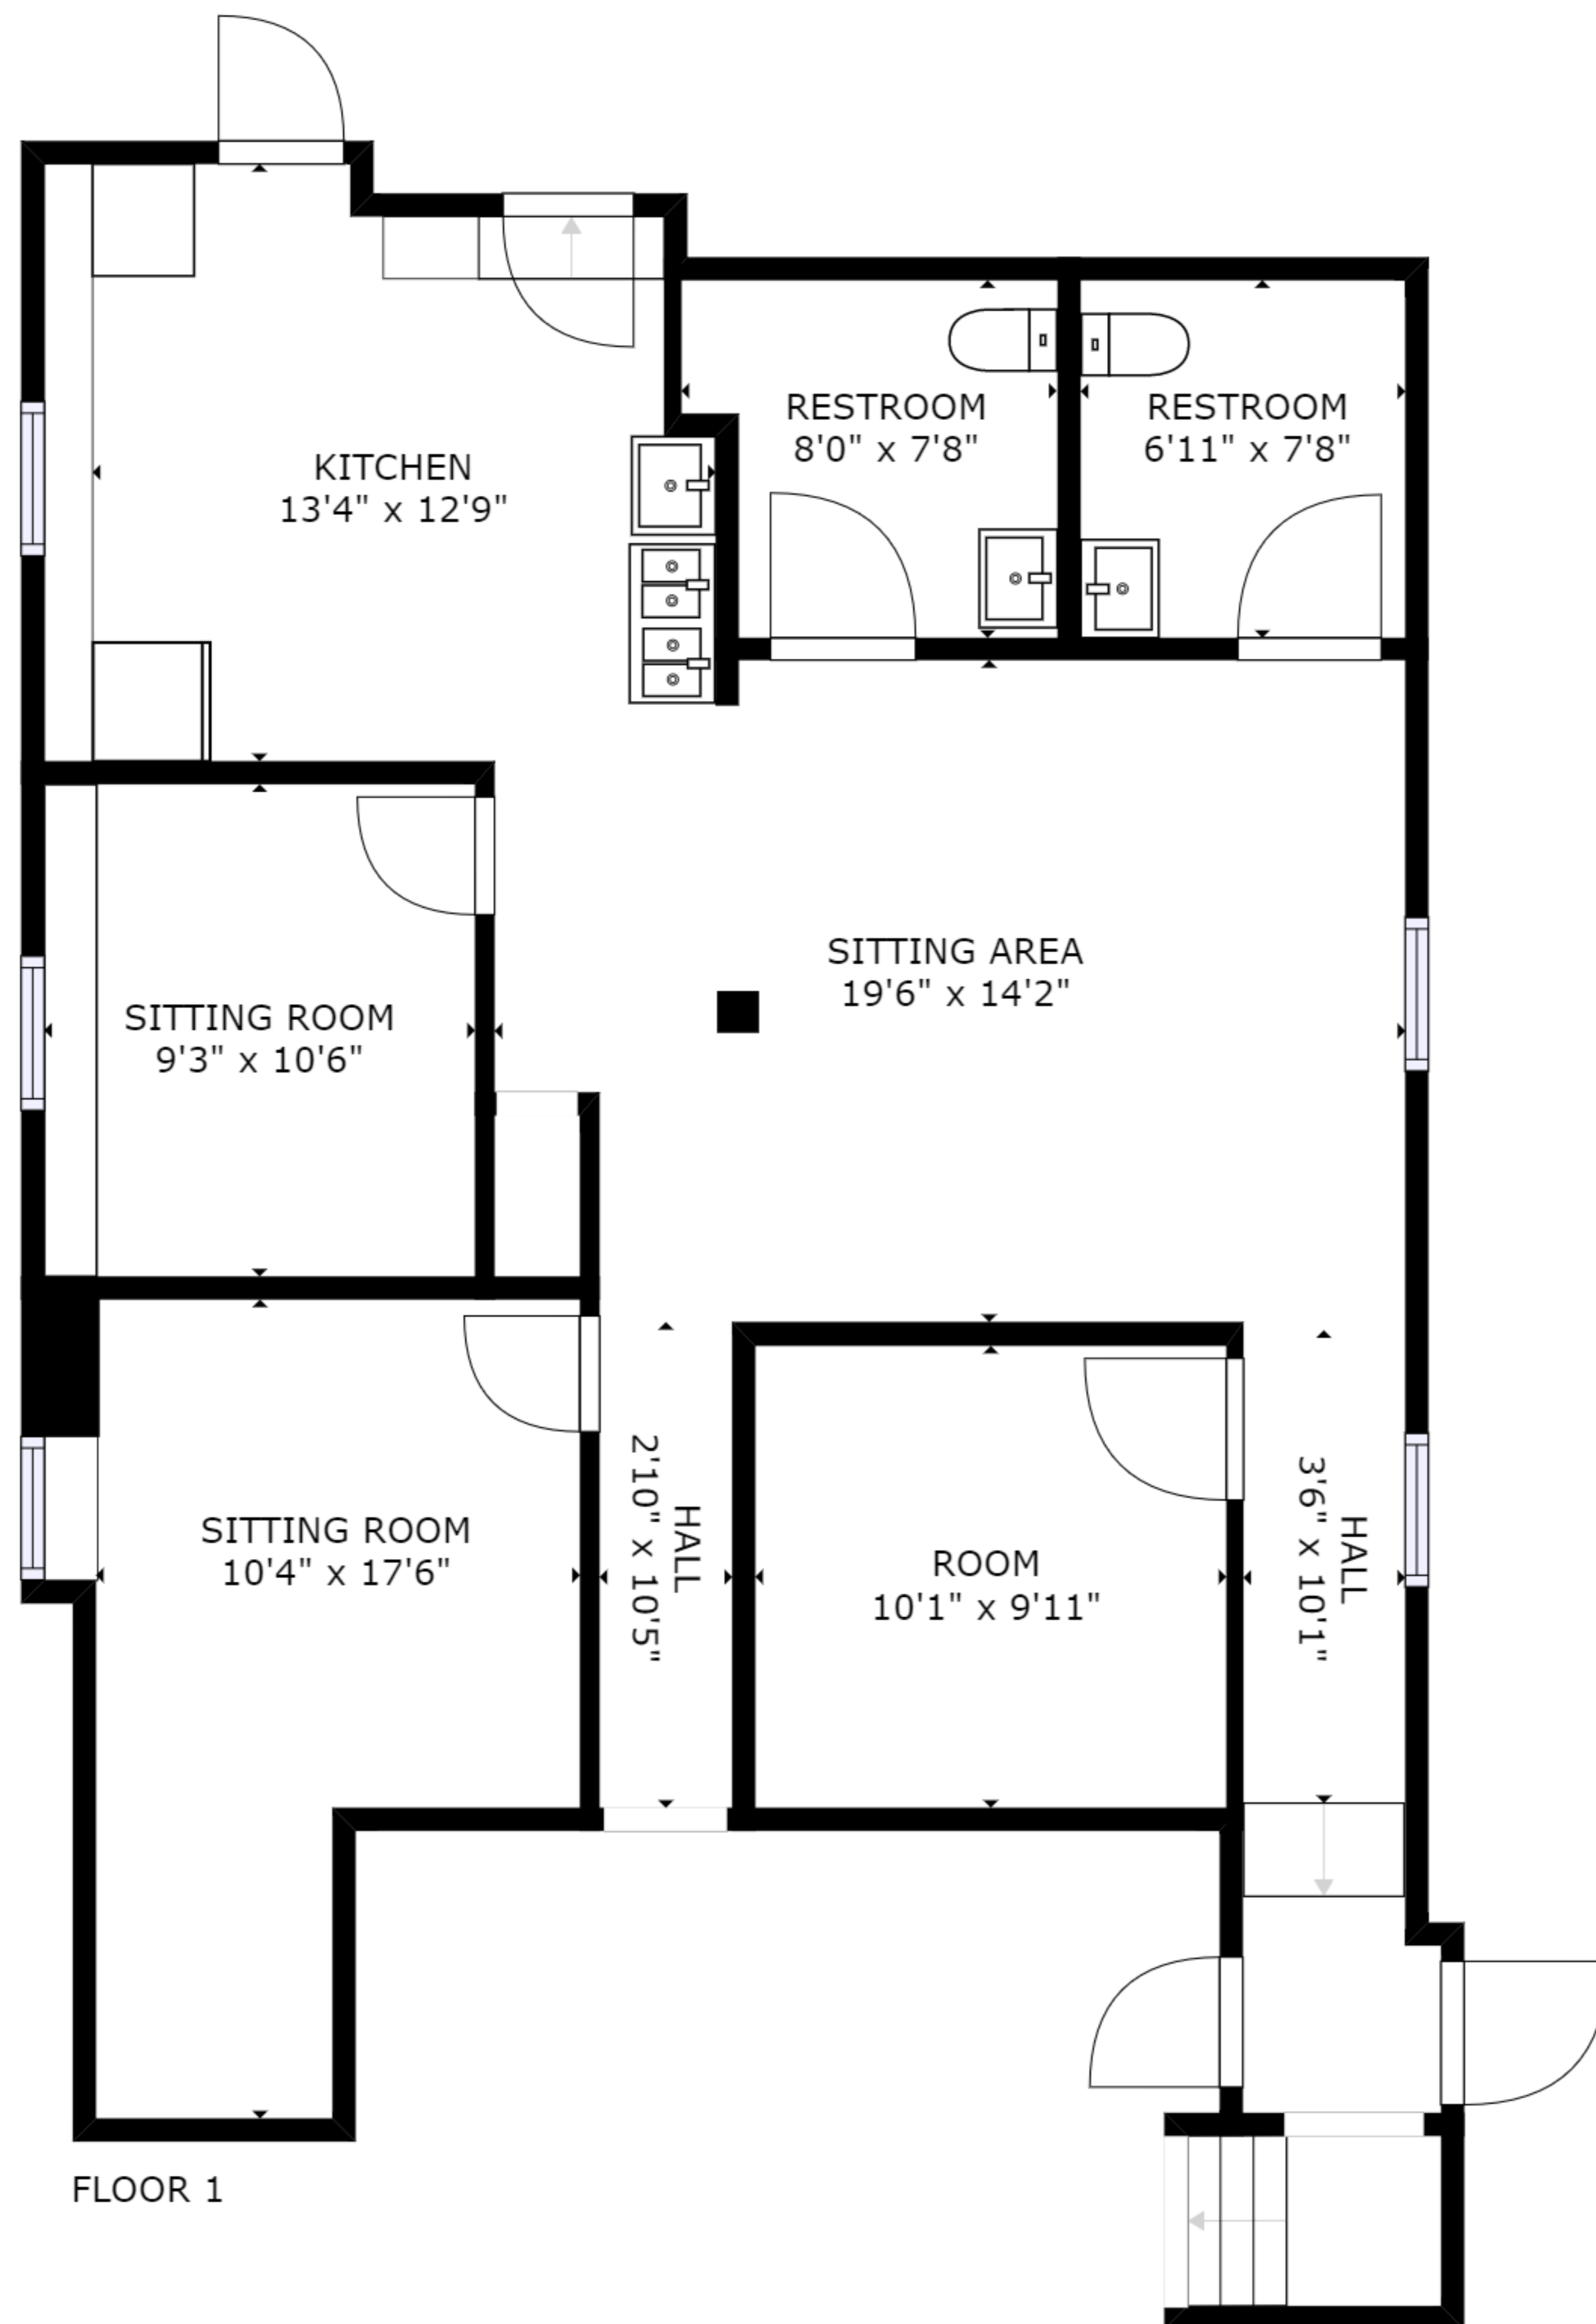 RESTROOM
8'0" x 7'8"
RESTROOM
6'11" x 7'8"
KITCHEN
13'4" x 12'9"
SITTING AREA
19'6" x 14'2"
SITTING ROOM
9'3" x 10'6"
SITTING ROOM
10'4" x 17'6"
HALL
2'10" x 10'5"
ROOM
10'1" x 9'11"
HALL
3'6" x 10'1"
FLOOR 1